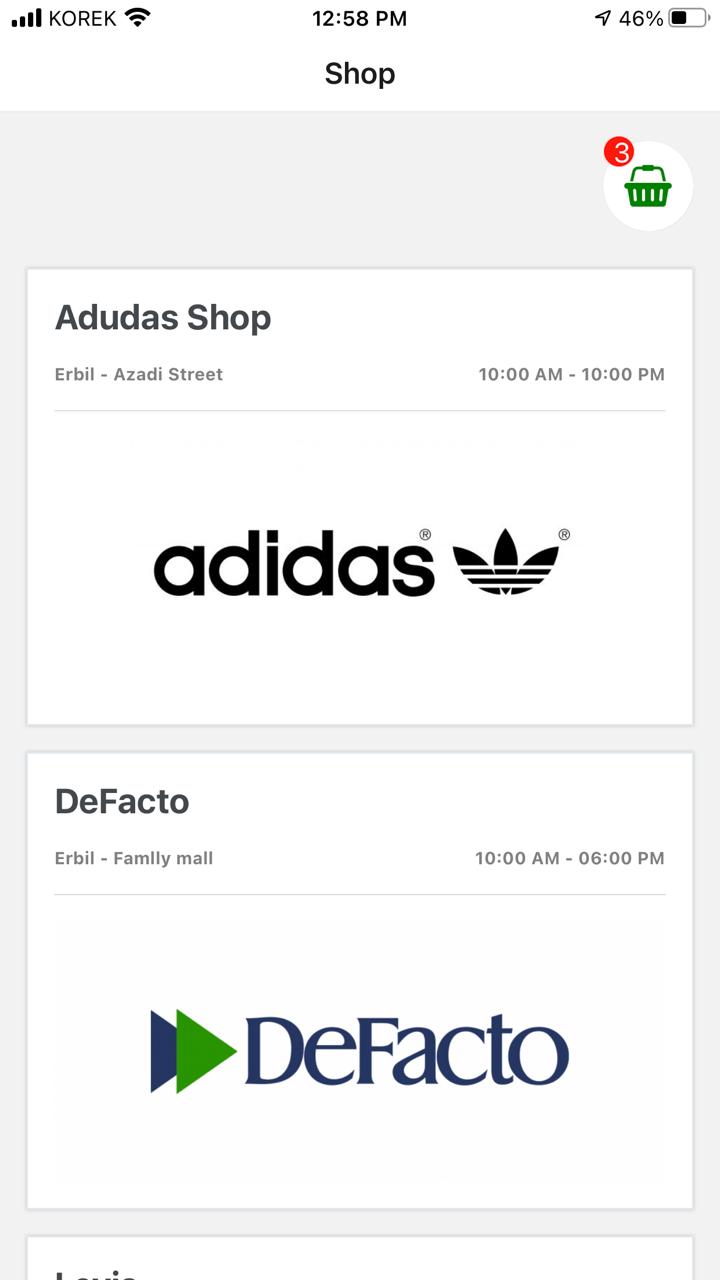 KOREK 12:58 PM 46%
Shop
3
Adudas Shop
Erbil - Azadi Street 10:00 AM - 10:00 PM
adidas® ®
DeFacto
Erbil - Famlly mall 10:00 AM - 06:00 PM
DeFacto